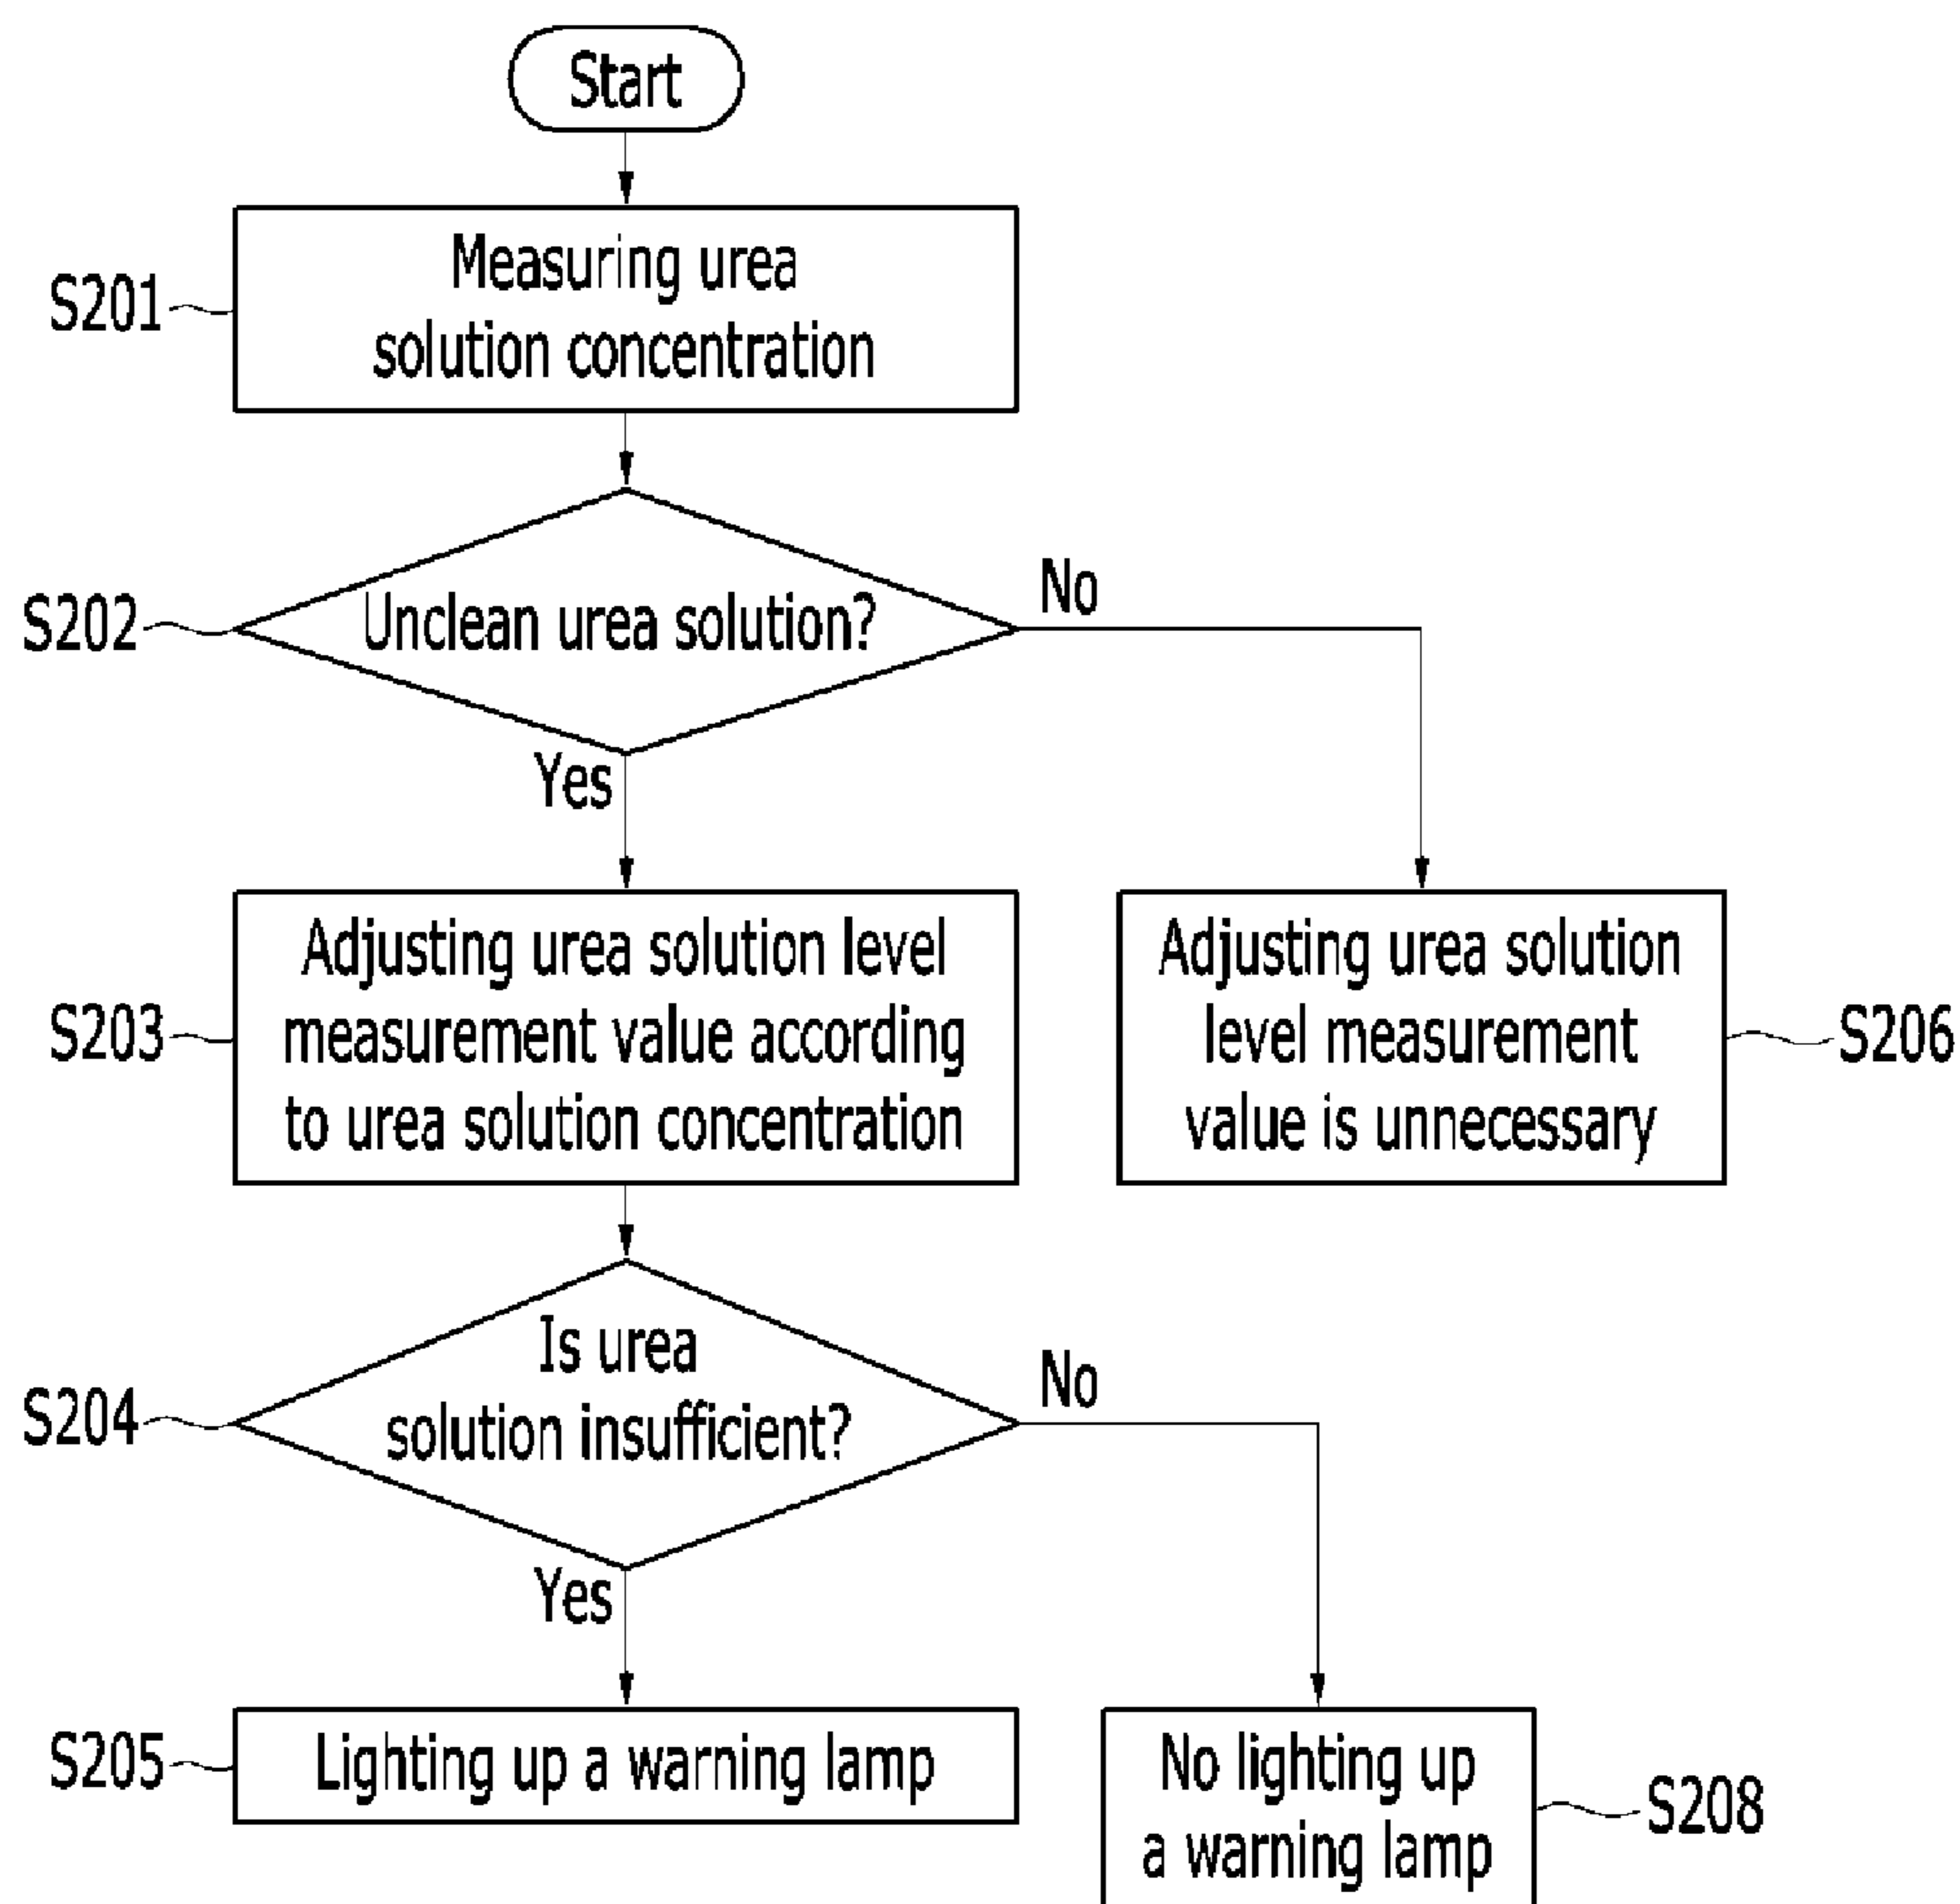 Start
S201
Measuring urea
solution concentration
S202
Unclean urea solution?
No
Yes
S203
Adjusting urea solution level
measurement value according
to urea solution concentration
Adjusting urea solution
level measurement
value is unnecessary
S206
S204
Is urea
solution insufficient?
No
Yes
S205
Lighting up a warning lamp
No lighting up
a warning lamp
S208